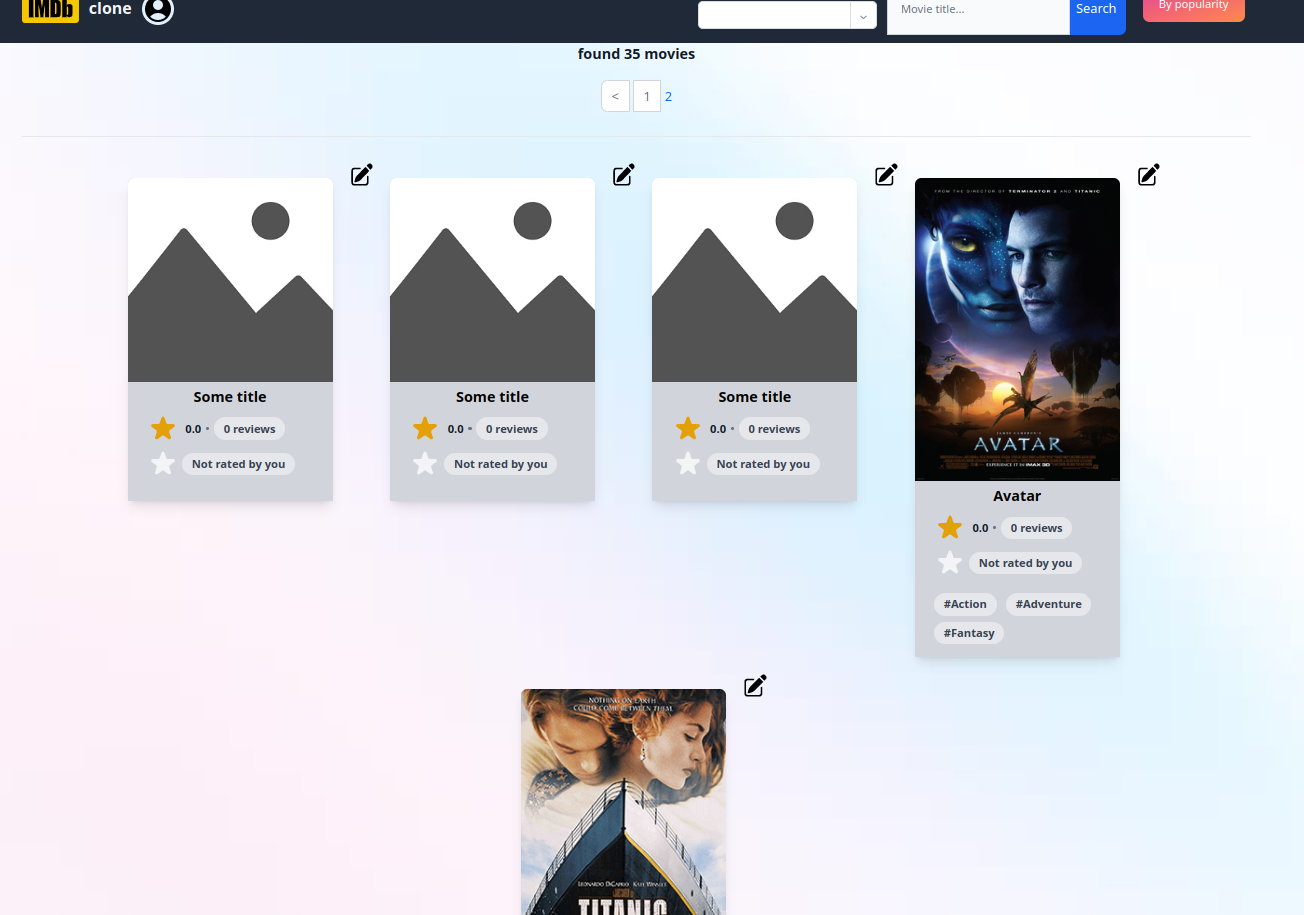 IMDb clone
Movie title...
Search
By popularity
found 35 movies
< 1 2
Some title
0.0 • 0 reviews
Not rated by you
Some title
0.0 • 0 reviews
Not rated by you
Some title
0.0 • 0 reviews
Not rated by you
FROM THE DIRECTOR OF TERMINATOR 2 AND TITANIC
JAMES CAMERON'S
AVATAR
EXPERIENCE IT IN IMAX 3D
Avatar
0.0 • 0 reviews
Not rated by you
#Action #Adventure
#Fantasy
NOTHING ON EARTH
COULD COME BETWEEN THEM.
LEONARDO DICAPRIO KATE WINSLET
TITANIC